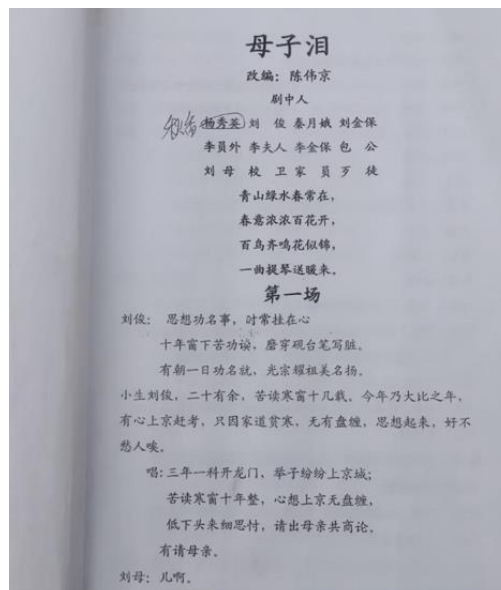 母子泪
改编：陈伟京
剧中人
杨秀英 刘 俊 秦月娥 刘金保
李员外 李夫人 李金保 包 公
刘 母 校 卫 家 员 歹 徒
青山绿水春常在，
春意浓浓百花开，
百鸟齐鸣花似锦，
一曲提琴送暖来。
第一场
刘俊： 思想功名事，时常挂在心
十年窗下苦功读，磨穿砚台笔写脏。
有朝一日功名就，光宗耀祖美名扬。
小生刘俊，二十有余，苦读寒窗十几载。今年乃大比之年，
有心上京赶考，只因家道贫寒，无有盘缠，思想起来，好不
愁人唉。
唱：三年一科开龙门，举子纷纷上京城；
苦读寒窗十年整，心想上京无盘缠，
低下头来细思忖，请出母亲共商论。
有请母亲。
刘母： 儿啊。